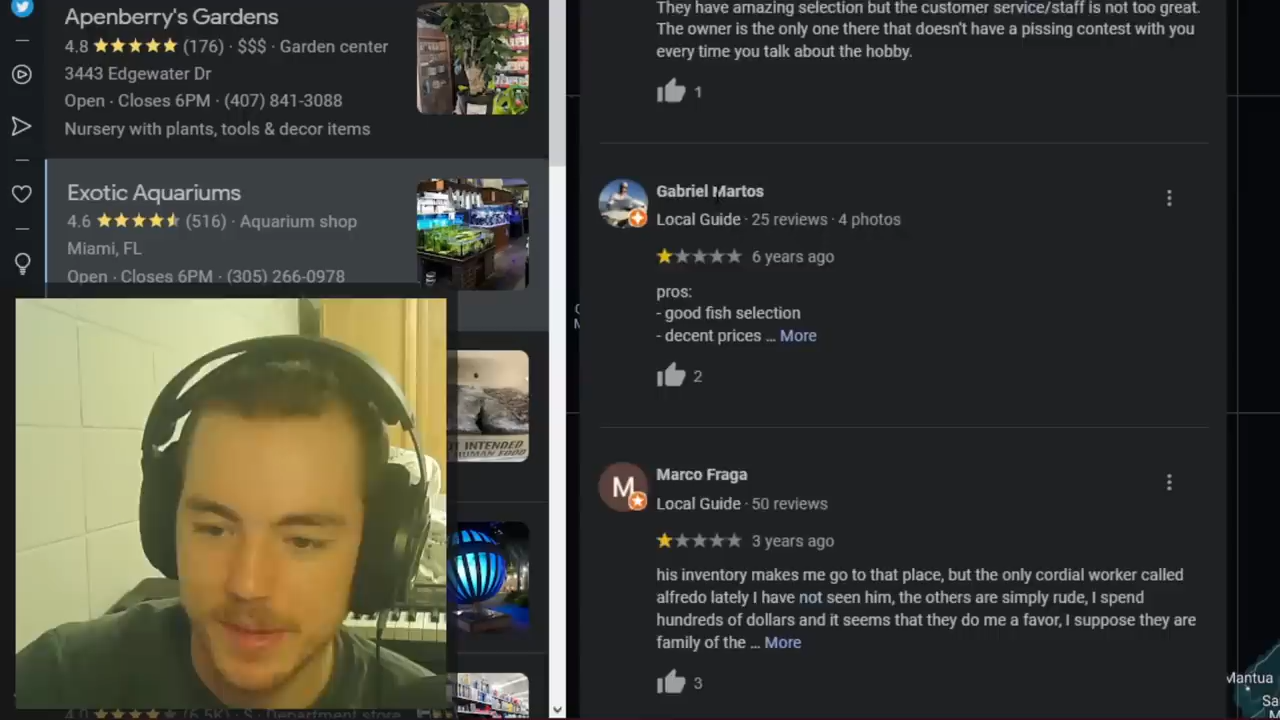 Apenberry's Gardens
4.8 (176) · $$$ · Garden center
3443 Edgewater Dr
Open · Closes 6PM · (407) 841-3088
Nursery with plants, tools & decor items
Exotic Aquariums
4.6 (516) · Aquarium shop
Miami, FL
Open · Closes 6PM · (305) 266-0978
INTENDED
HUMAN FOOD
4.0 (6.5K) · $ · Department store
They have amazing selection but the customer service/staff is not too great.
The owner is the only one there that doesn't have a pissing contest with you
every time you talk about the hobby.
1
Gabriel Martos
Local Guide · 25 reviews · 4 photos
6 years ago
pros:
- good fish selection
- decent prices ... More
2
M
Marco Fraga
Local Guide · 50 reviews
3 years ago
his inventory makes me go to that place, but the only cordial worker called
alfredo lately I have not seen him, the others are simply rude, I spend
hundreds of dollars and it seems that they do me a favor, I suppose they are
family of the ... More
3
Mantua